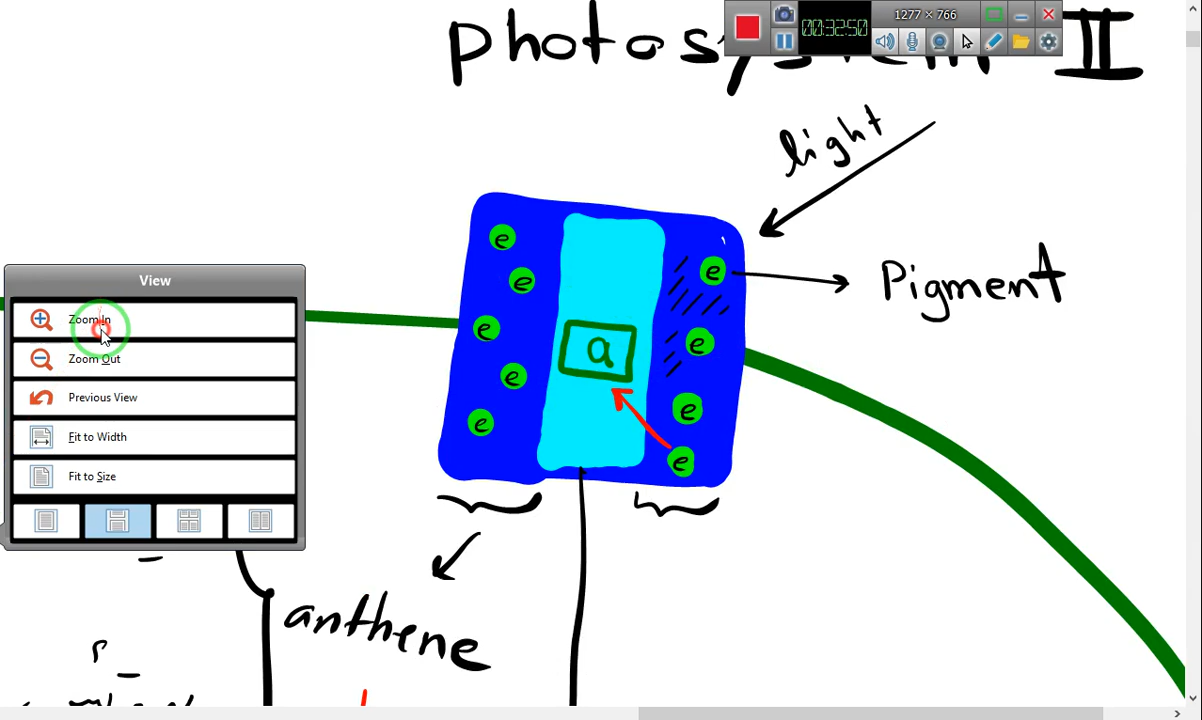 1277 × 766
00:32:50
photosystem II
light
e
e
e
e
e
a
e
e
e
e
Pigment
View
Zoom In
Zoom Out
Previous View
Fit to Width
Fit to Size
anthene